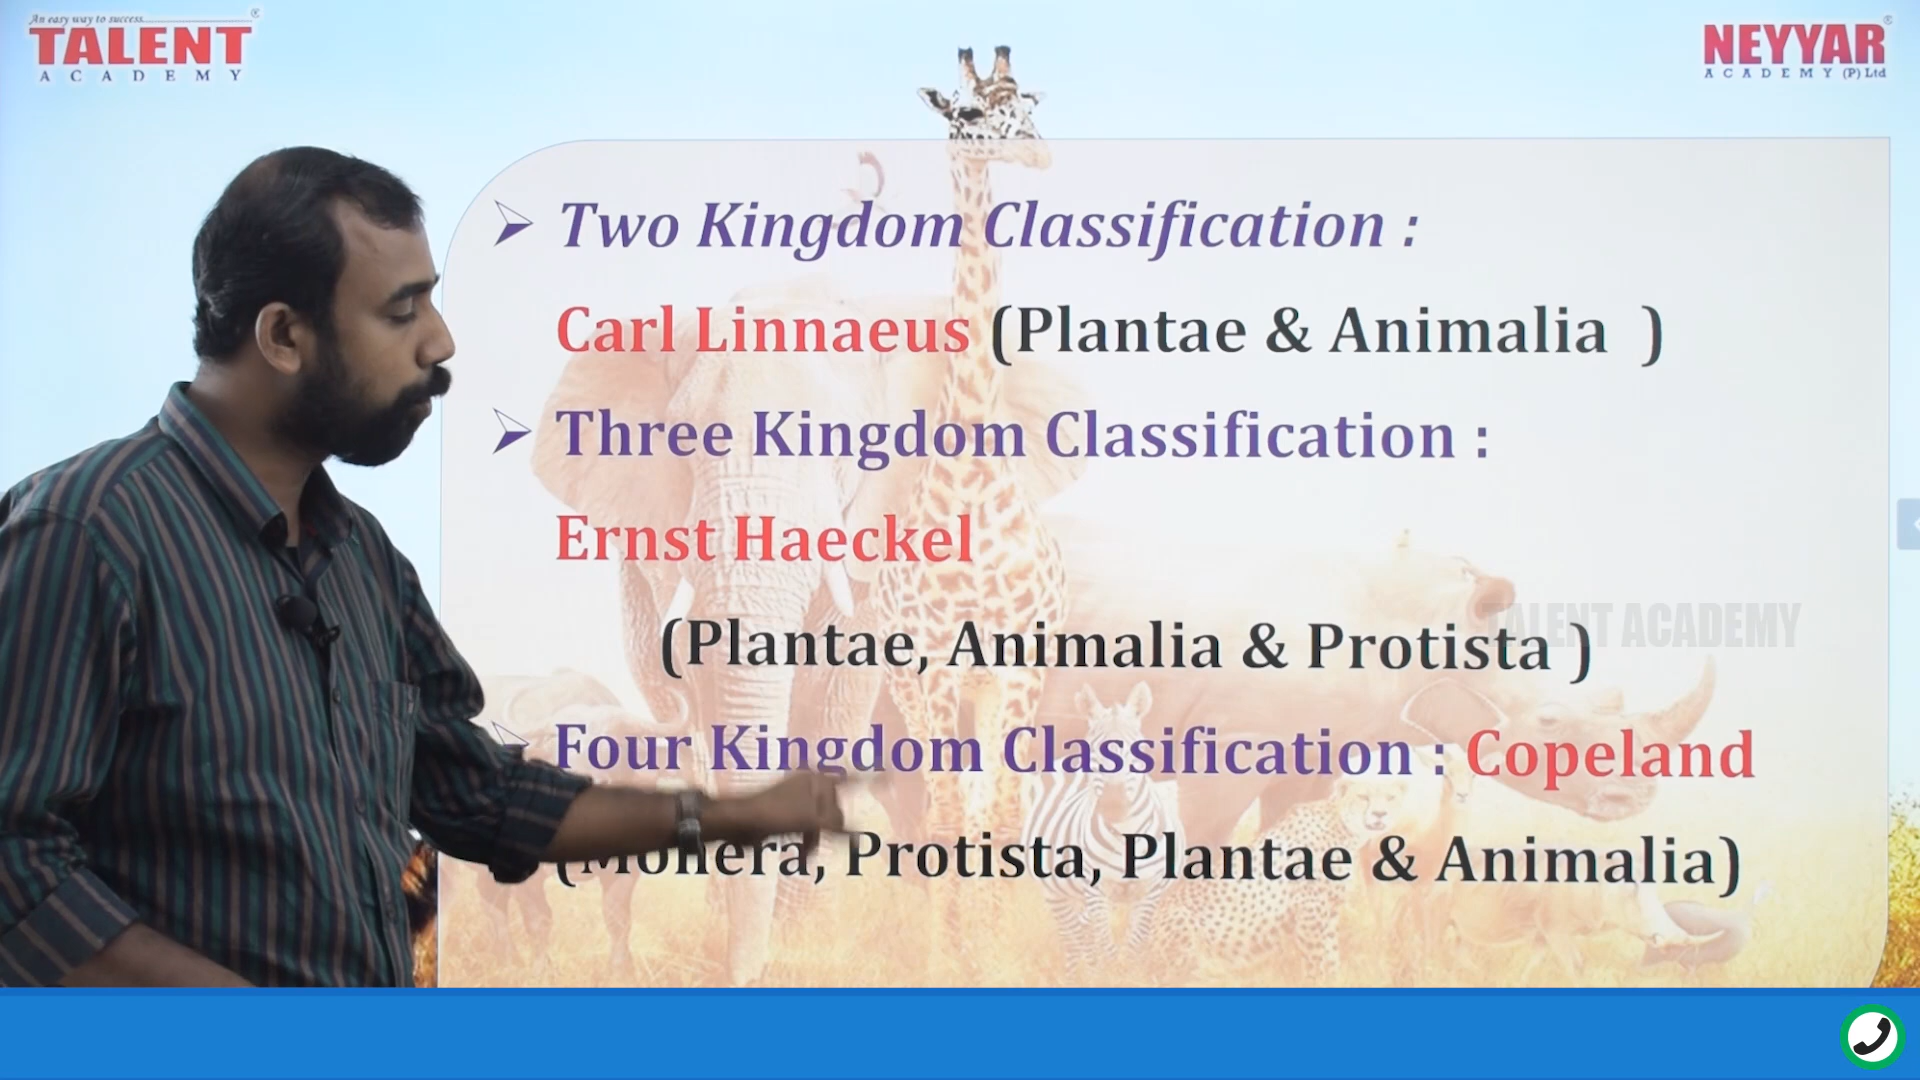 An easy way to success
TALENT
ACADEMY
NEYYAR
ACADEMY (P) Ltd
➢ Two Kingdom Classification :
Carl Linnaeus (Plantae & Animalia )
➢ Three Kingdom Classification :
Ernst Haeckel
(Plantae, Animalia & Protista )
➢ Four Kingdom Classification : Copeland
(Monera, Protista, Plantae & Animalia)
TALENT ACADEMY